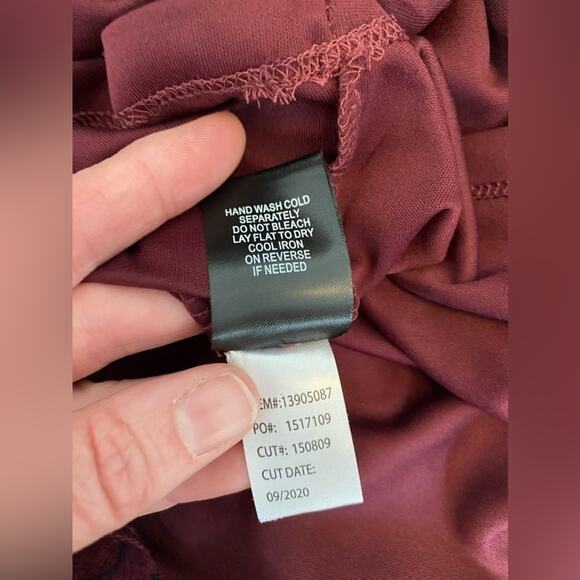 HAND WASH COLD
SEPARATELY
DO NOT BLEACH
LAY FLAT TO DRY
COOL IRON
ON REVERSE
IF NEEDED
EM#:13905087
PO#: 1517109
CUT#: 150809
CUT DATE:
09/2020